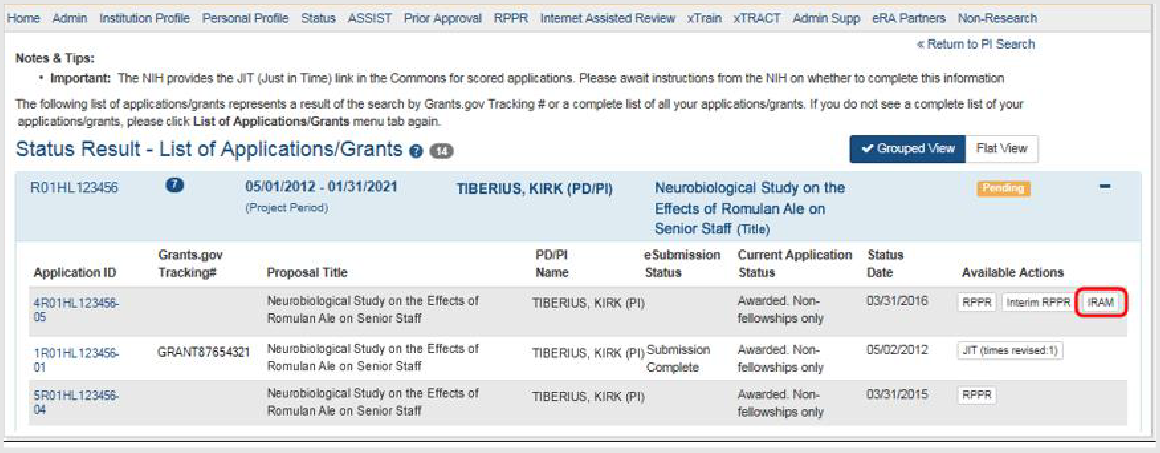 Home Admin Institution Profile Personal Profile Status ASSIST Prior Approval RPPR Internet Assisted Review xTrain xTRACT Admin Supp eRA Partners Non-Research
« Return to PI Search
Notes & Tips:
• Important: The NIH provides the JIT (Just in Time) link in the Commons for scored applications. Please await instructions from the NIH on whether to complete this information
The following list of applications/grants represents a result of the search by Grants.gov Tracking # or a complete list of all your applications/grants. If you do not see a complete list of your
applications/grants, please click List of Applications/Grants menu tab again.
Status Result - List of Applications/Grants ? 14
✔ Grouped View Flat View
R01HL123456 7 05/01/2012 - 01/31/2021 TIBERIUS, KIRK (PD/PI) Neurobiological Study on the Pending −
(Project Period) Effects of Romulan Ale on
Senior Staff (Title)
Grants.gov PD/PI eSubmission Current Application Status
Application ID Tracking# Proposal Title Name Status Status Date Available Actions
4R01HL123456- Neurobiological Study on the Effects of TIBERIUS, KIRK (PI) Awarded. Non- 03/31/2016 RPPR Interim RPPR IRAM
05 Romulan Ale on Senior Staff fellowships only
1R01HL123456- GRANT87654321 Neurobiological Study on the Effects of TIBERIUS, KIRK (PI) Submission Awarded. Non- 05/02/2012 JIT (times revised:1)
01 Romulan Ale on Senior Staff Complete fellowships only
5R01HL123456- Neurobiological Study on the Effects of TIBERIUS, KIRK (PI) Awarded. Non- 03/31/2015 RPPR
04 Romulan Ale on Senior Staff fellowships only